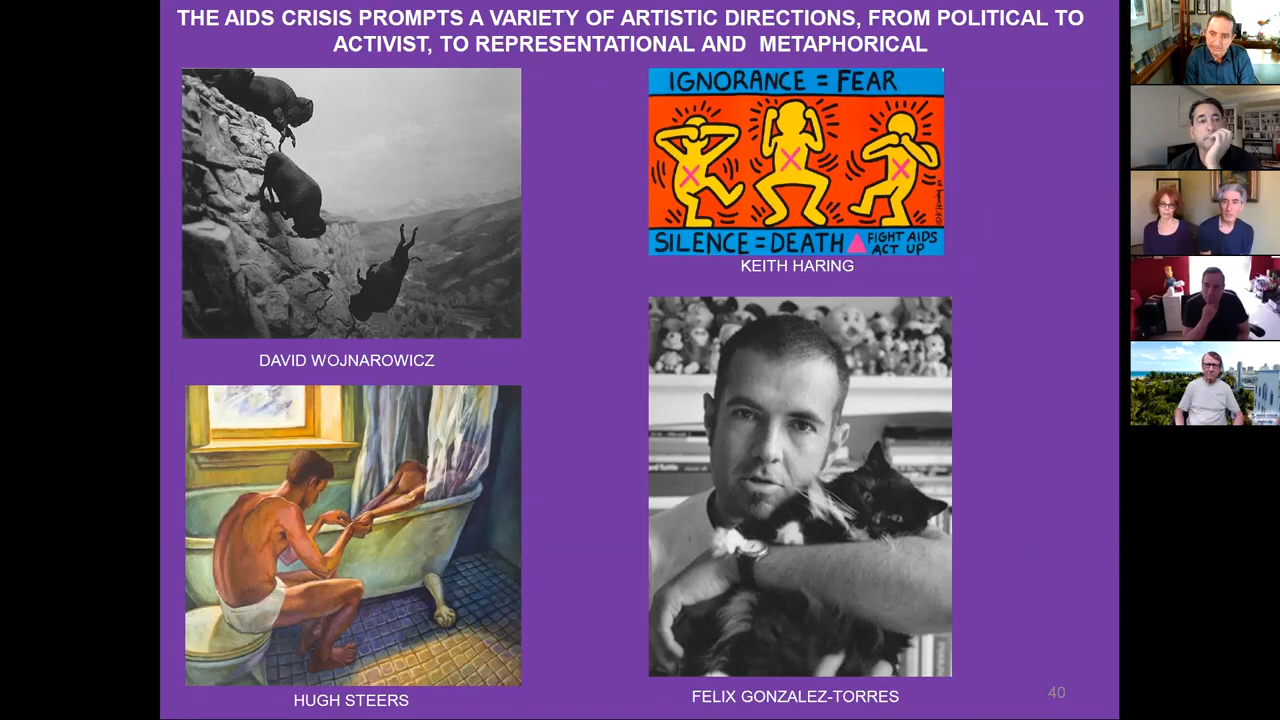 THE AIDS CRISIS PROMPTS A VARIETY OF ARTISTIC DIRECTIONS, FROM POLITICAL TO
ACTIVIST, TO REPRESENTATIONAL AND METAPHORICAL
DAVID WOJNAROWICZ
HUGH STEERS
IGNORANCE = FEAR
SILENCE = DEATH
FIGHT AIDS
ACT UP
KEITH HARING
FELIX GONZALEZ-TORRES
40